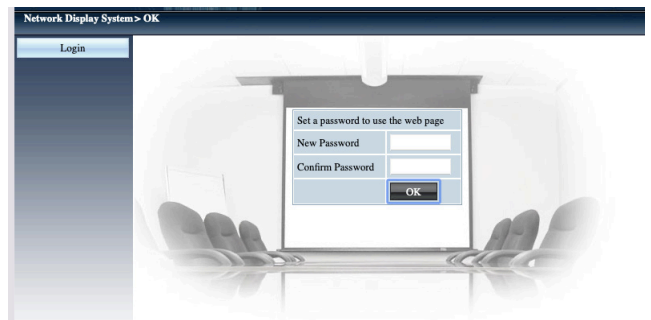 Network Display System> OK
Login
Set a password to use the web page
New Password
Confirm Password
OK